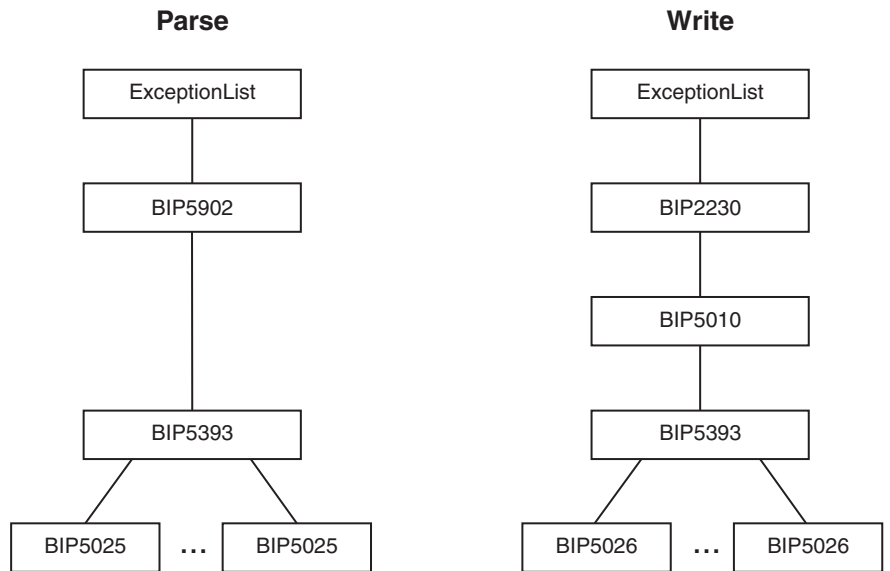 Parse Write
ExceptionList ExceptionList
BIP5902 BIP2230
BIP5010
BIP5393 BIP5393
BIP5025 ... BIP5025 BIP5026 ... BIP5026